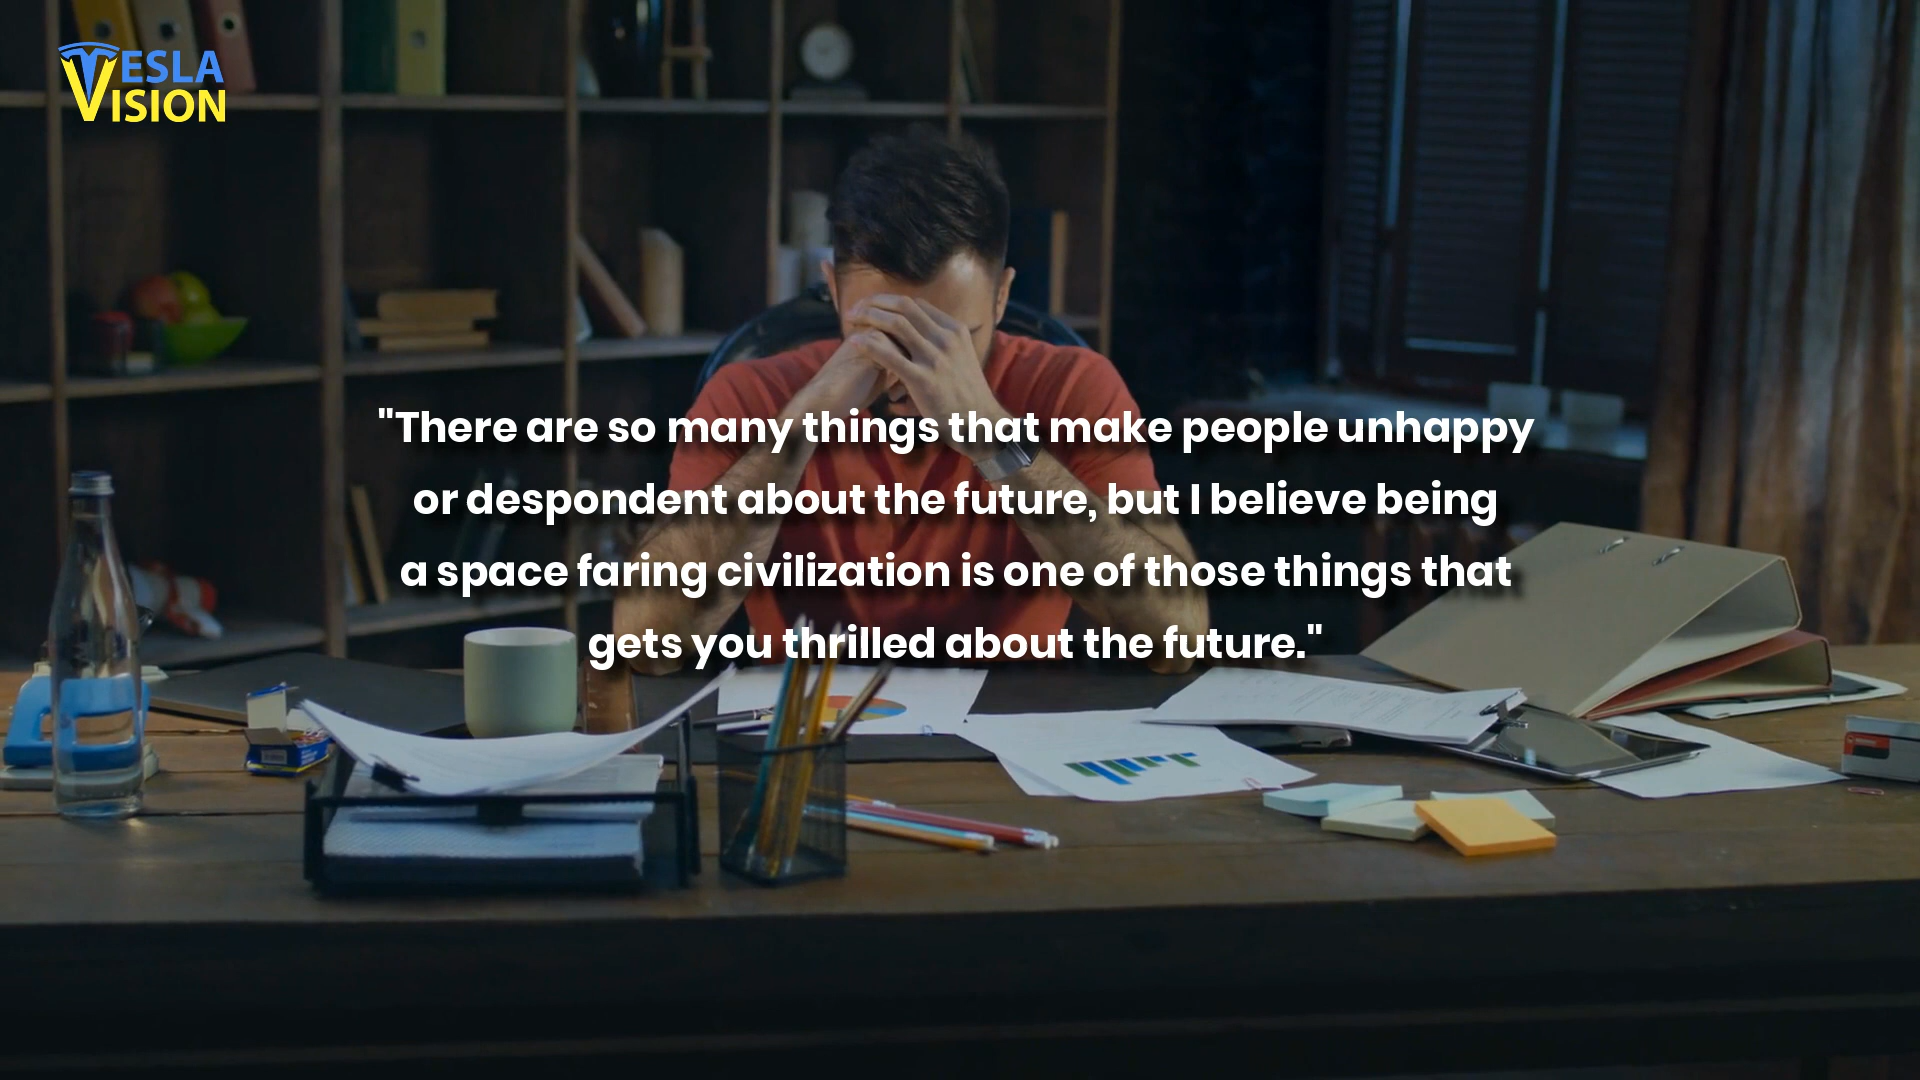 TESLA
VISION
"There are so many things that make people unhappy
or despondent about the future, but I believe being
a space faring civilization is one of those things that
gets you thrilled about the future."